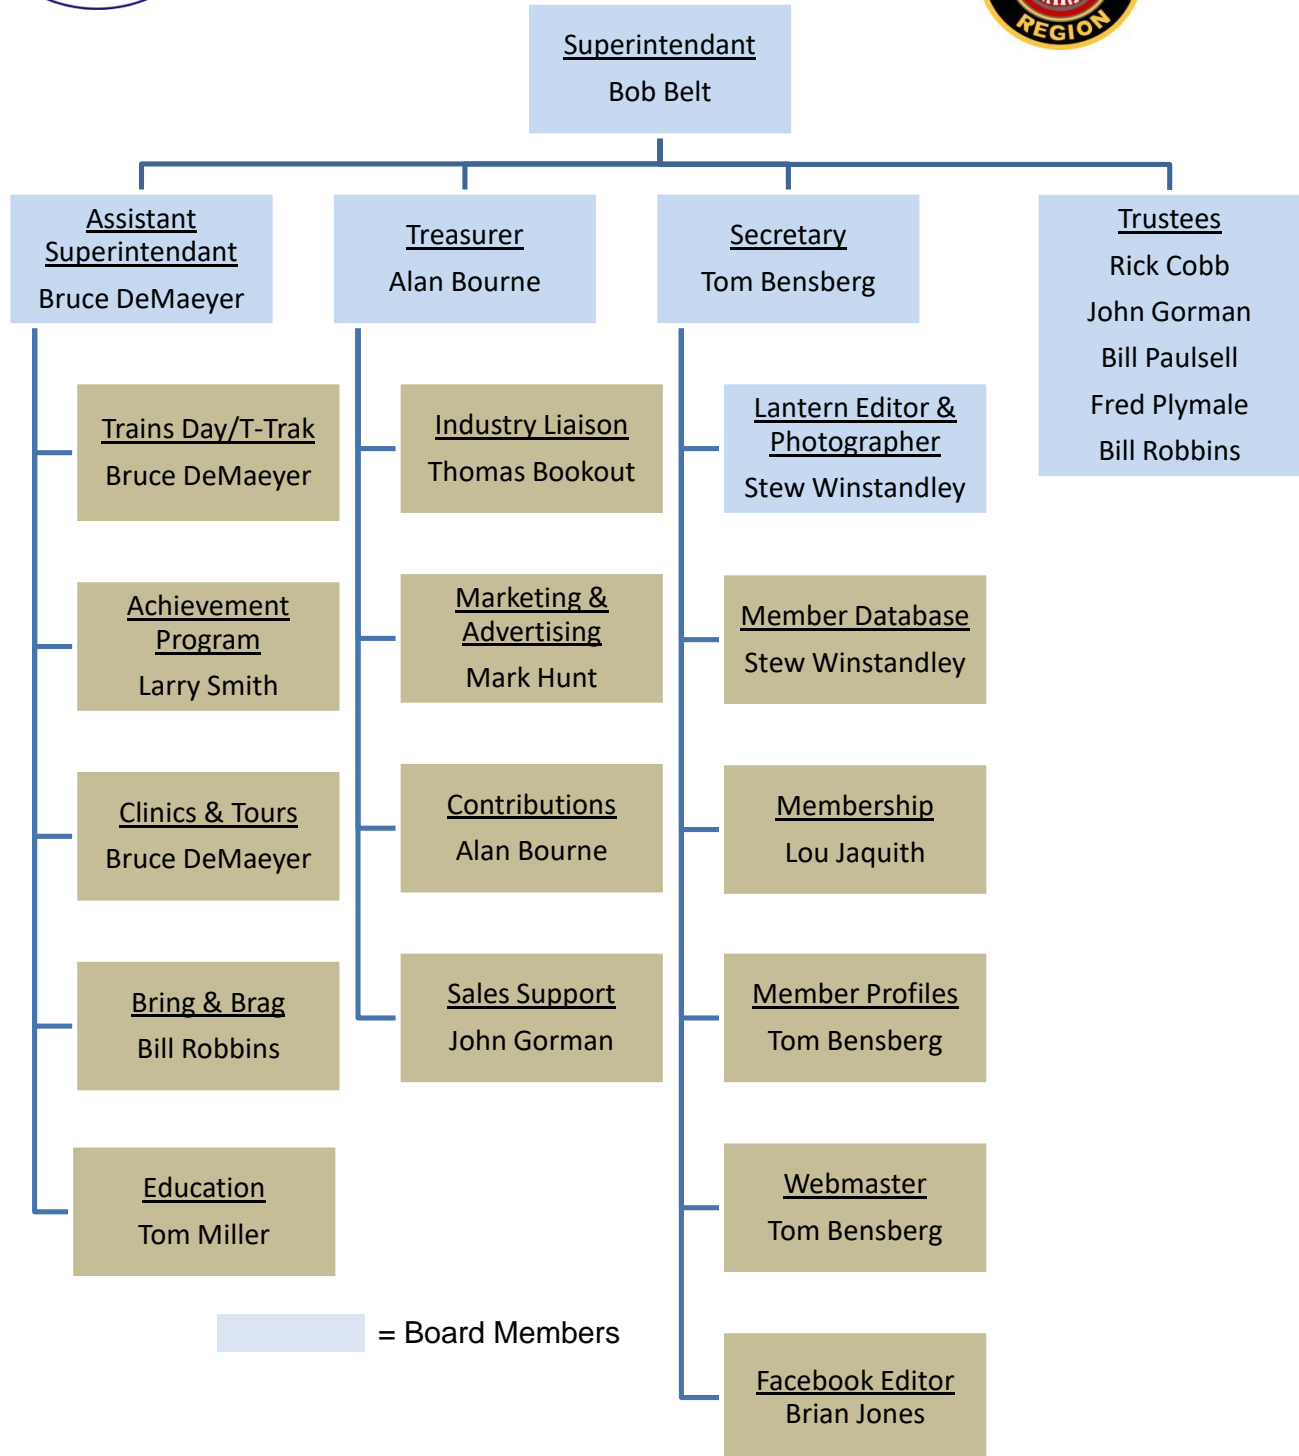 REGION
Superintendant
Bob Belt
Assistant
Superintendant
Bruce DeMaeyer
Treasurer
Alan Bourne
Secretary
Tom Bensberg
Trustees
Rick Cobb
John Gorman
Bill Paulsell
Fred Plymale
Bill Robbins
Trains Day/T-Trak
Bruce DeMaeyer
Achievement
Program
Larry Smith
Clinics & Tours
Bruce DeMaeyer
Bring & Brag
Bill Robbins
Education
Tom Miller
Industry Liaison
Thomas Bookout
Marketing &
Advertising
Mark Hunt
Contributions
Alan Bourne
Sales Support
John Gorman
Lantern Editor &
Photographer
Stew Winstandley
Member Database
Stew Winstandley
Membership
Lou Jaquith
Member Profiles
Tom Bensberg
Webmaster
Tom Bensberg
Facebook Editor
Brian Jones
= Board Members